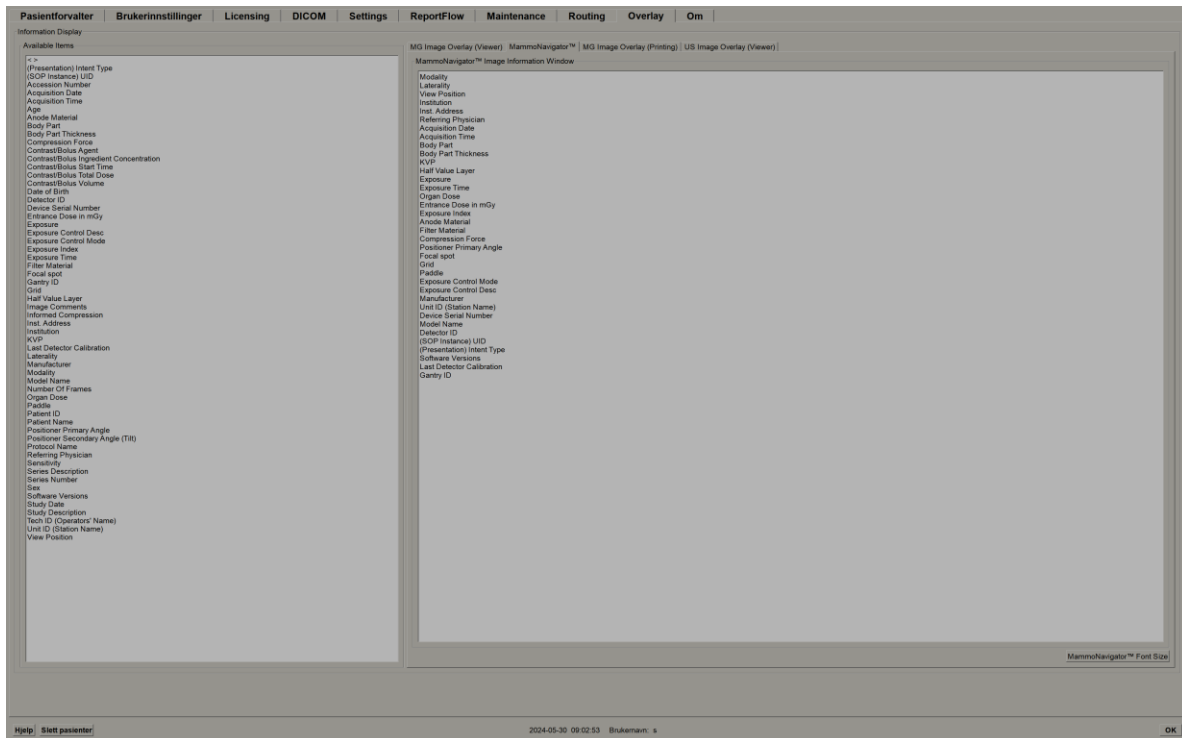 Pasientforvalter Brukerinnstillinger Licensing DICOM Settings ReportFlow Maintenance Routing Overlay Om
Information Display
Available Items
< >
(Presentation) Intent Type
(SOP Instance) UID
Accession Number
Acquisition Date
Acquisition Time
Age
Anode Material
Body Part
Body Part Thickness
Compression Force
Contrast/Bolus Agent
Contrast/Bolus Ingredient Concentration
Contrast/Bolus Start Time
Contrast/Bolus Total Dose
Contrast/Bolus Volume
Date of Birth
Detector ID
Device Serial Number
Entrance Dose in mGy
Exposure
Exposure Control Desc
Exposure Control Mode
Exposure Index
Exposure Time
Filter Material
Focal spot
Gantry ID
Grid
Half Value Layer
Image Comments
Informed Compression
Inst. Address
Institution
KVP
Last Detector Calibration
Laterality
Manufacturer
Modality
Model Name
Number Of Frames
Organ Dose
Paddle
Patient ID
Patient Name
Positioner Primary Angle
Positioner Secondary Angle (Tilt)
Protocol Name
Referring Physician
Sensitivity
Series Description
Series Number
Sex
Software Versions
Study Date
Study Description
Tech ID (Operators' Name)
Unit ID (Station Name)
View Position
MG Image Overlay (Viewer) MammoNavigator™ MG Image Overlay (Printing) US Image Overlay (Viewer)
MammoNavigator™ Image Information Window
Modality
Laterality
View Position
Institution
Inst. Address
Referring Physician
Acquisition Date
Acquisition Time
Body Part
Body Part Thickness
KVP
Half Value Layer
Exposure
Exposure Time
Organ Dose
Entrance Dose in mGy
Exposure Index
Anode Material
Filter Material
Compression Force
Positioner Primary Angle
Focal spot
Grid
Paddle
Exposure Control Mode
Exposure Control Desc
Manufacturer
Unit ID (Station Name)
Device Serial Number
Model Name
Detector ID
(SOP Instance) UID
(Presentation) Intent Type
Software Versions
Last Detector Calibration
Gantry ID
MammoNavigator™ Font Size
Hjelp Slett pasienter 2024-05-30 09:02:53 Brukernavn: s OK